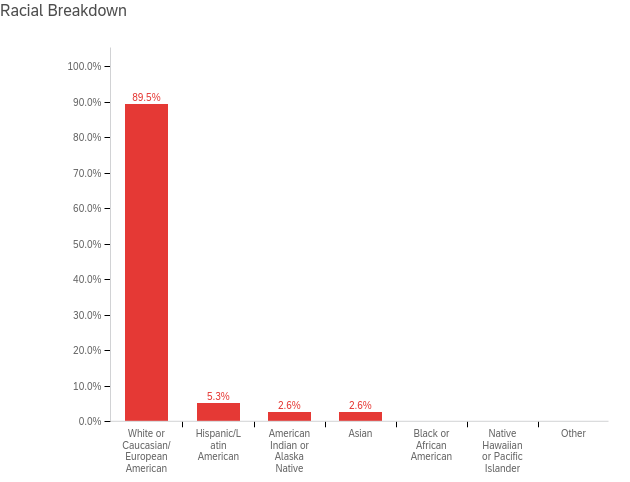 Racial Breakdown
100.0%
90.0%
80.0%
70.0%
60.0%
50.0%
40.0%
30.0%
20.0%
10.0%
0.0%
89.5%
5.3%
2.6%
2.6%
White or
Caucasian/
European
American
Hispanic/L
atin
American
American
Indian or
Alaska
Native
Asian
Black or
African
American
Native
Hawaiian
or Pacific
Islander
Other